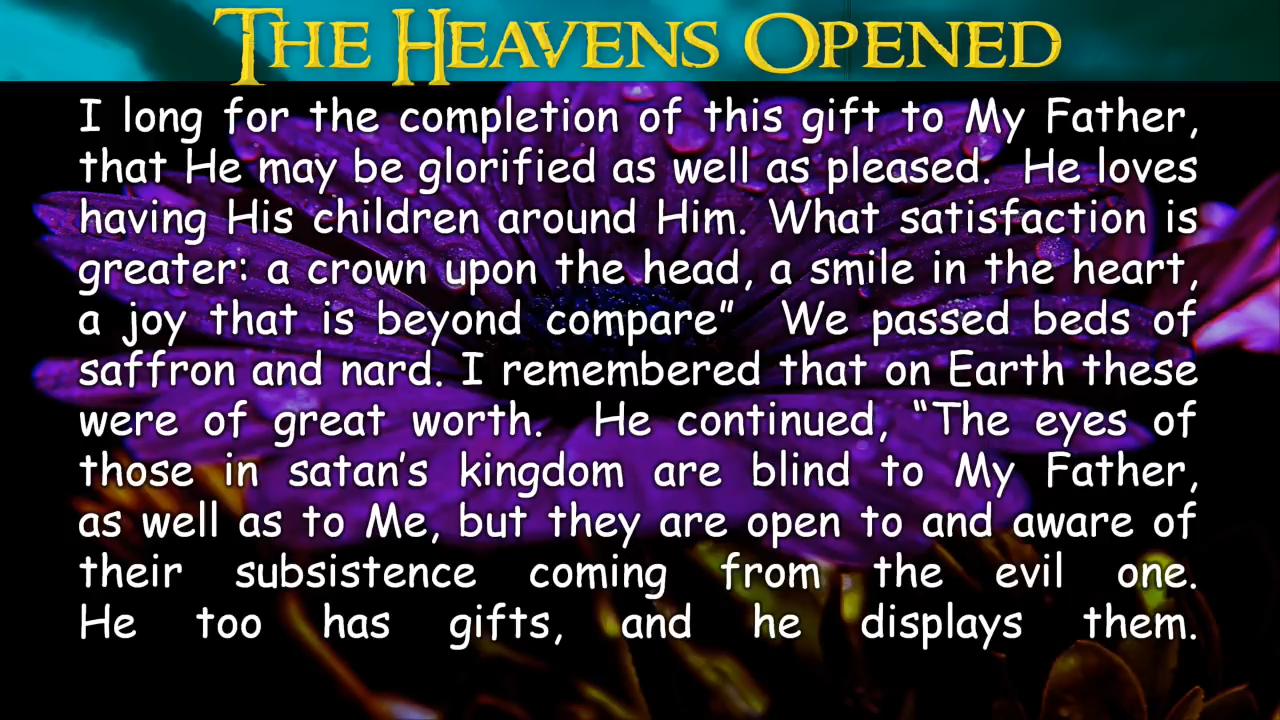 THE HEAVENS OPENED
I long for the completion of this gift to My Father,
that He may be glorified as well as pleased.  He loves
having His children around Him. What satisfaction is
greater: a crown upon the head, a smile in the heart,
a joy that is beyond compare”  We passed beds of
saffron and nard. I remembered that on Earth these
were of great worth.  He continued, “The eyes of
those in satan’s kingdom are blind to My Father,
as well as to Me, but they are open to and aware of
their subsistence coming from the evil one.
He too has gifts, and he displays them.